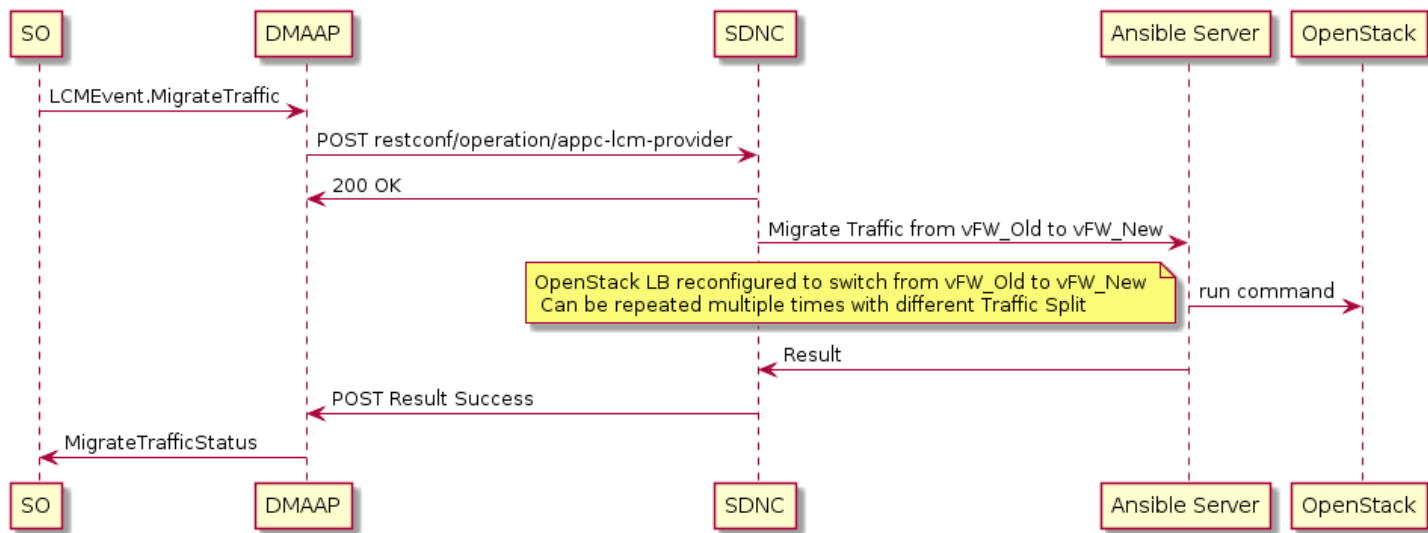 SO
DMAAP
SDNC
Ansible Server
OpenStack
LCMEvent.MigrateTraffic
POST restconf/operation/appc-lcm-provider
200 OK
Migrate Traffic from vFW_Old to vFW_New
OpenStack LB reconfigured to switch from vFW_Old to vFW_New
Can be repeated multiple times with different Traffic Split
run command
Result
POST Result Success
MigrateTrafficStatus
SO
DMAAP
SDNC
Ansible Server
OpenStack